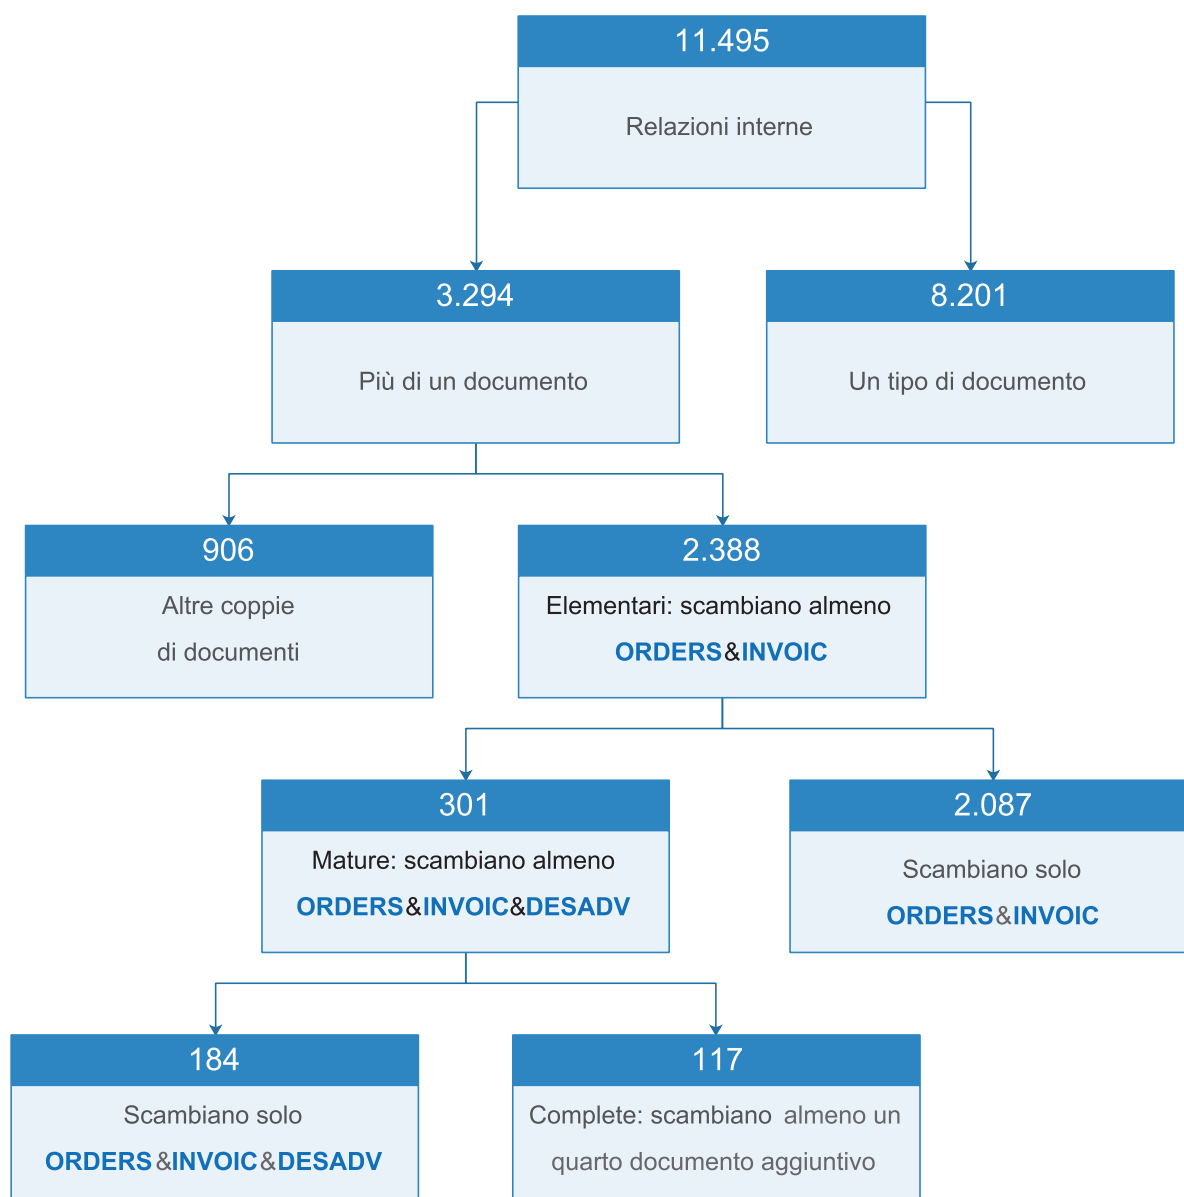 11.495
Relazioni interne
3.294
Più di un documento
8.201
Un tipo di documento
906
Altre coppie
di documenti
2.388
Elementari: scambiano almeno
ORDERS&INVOIC
301
Mature: scambiano almeno
ORDERS&INVOIC&DESADV
2.087
Scambiano solo
ORDERS&INVOIC
184
Scambiano solo
ORDERS&INVOIC&DESADV
117
Complete: scambiano almeno un
quarto documento aggiuntivo